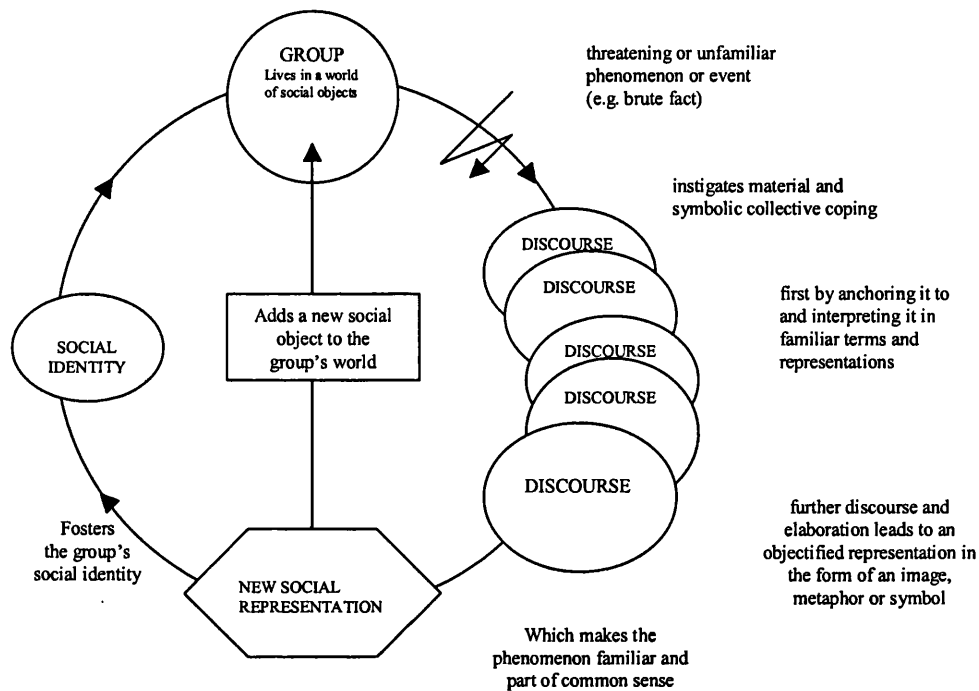 GROUP
Lives in a world
of social objects
threatening or unfamiliar
phenomenon or event
(e.g. brute fact)
instigates material and
symbolic collective coping
DISCOURSE
DISCOURSE
DISCOURSE
DISCOURSE
DISCOURSE
first by anchoring it to
and interpreting it in
familiar terms and
representations
Adds a new social
object to the
group's world
SOCIAL
IDENTITY
further discourse and
elaboration leads to an
objectified representation in
the form of an image,
metaphor or symbol
Fosters
the group's
social identity
NEW SOCIAL
REPRESENTATION
Which makes the
phenomenon familiar and
part of common sense